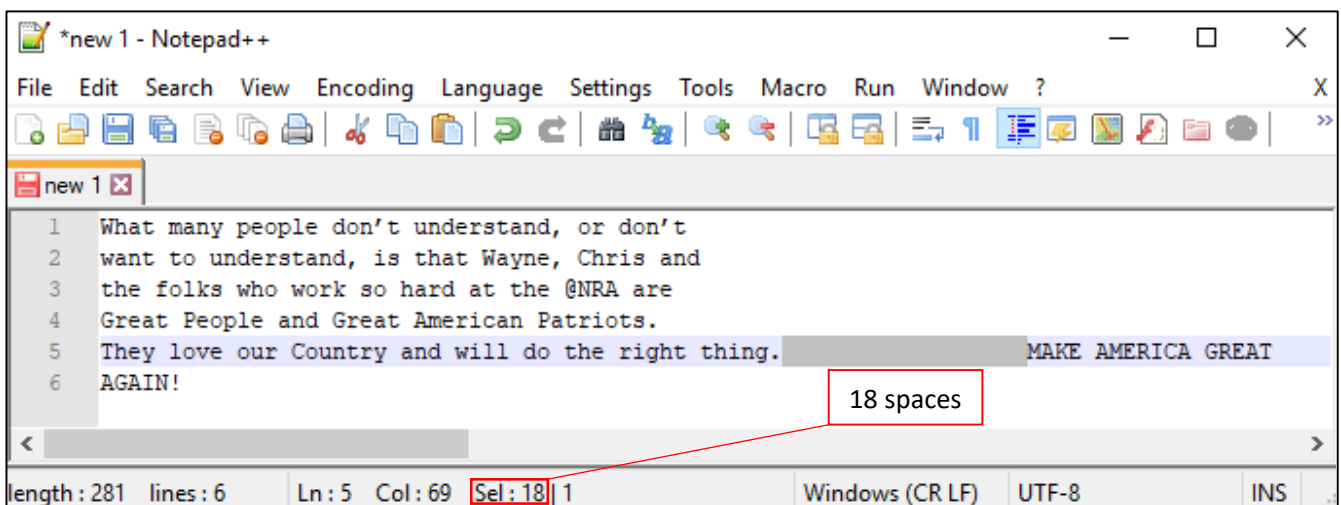 *new 1 - Notepad++
File Edit Search View Encoding Language Settings Tools Macro Run Window ? X
new 1
1 What many people don’t understand, or don’t
2 want to understand, is that Wayne, Chris and
3 the folks who work so hard at the @NRA are
4 Great People and Great American Patriots.
5 They love our Country and will do the right thing.                  MAKE AMERICA GREAT
6 AGAIN!
18 spaces
length : 281 lines : 6 Ln : 5 Col : 69 Sel : 18 | 1 Windows (CR LF) UTF-8 INS